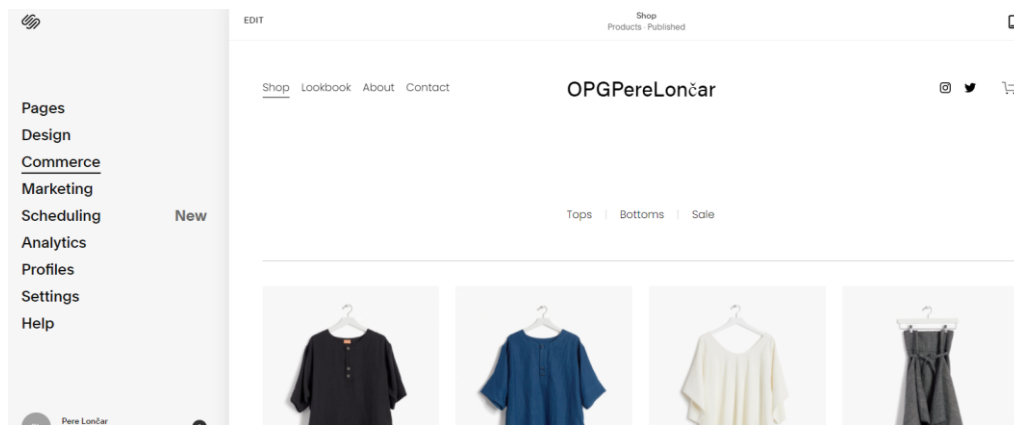 EDIT
Shop
Products · Published
Shop Lookbook About Contact
OPGPereLončar
Pages
Design
Commerce
Marketing
Scheduling New
Analytics
Profiles
Settings
Help
Tops Bottoms Sale
Pere Lončar